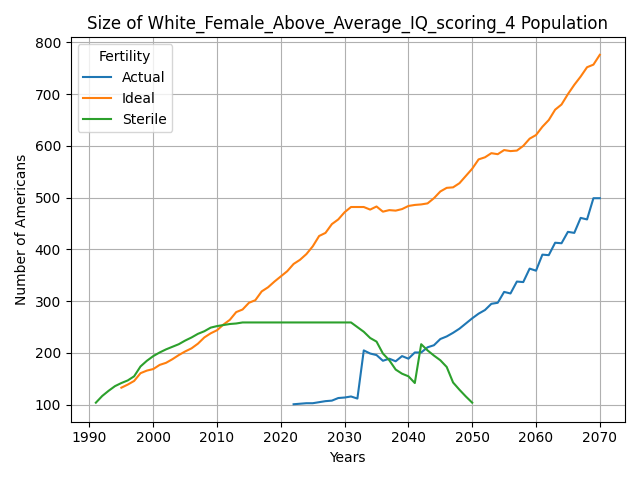 Size of White_Female_Above_Average_IQ_scoring_4 Population
Fertility
Actual
Ideal
Sterile
Number of Americans
800
700
600
500
400
300
200
100
1990 2000 2010 2020 2030 2040 2050 2060 2070
Years